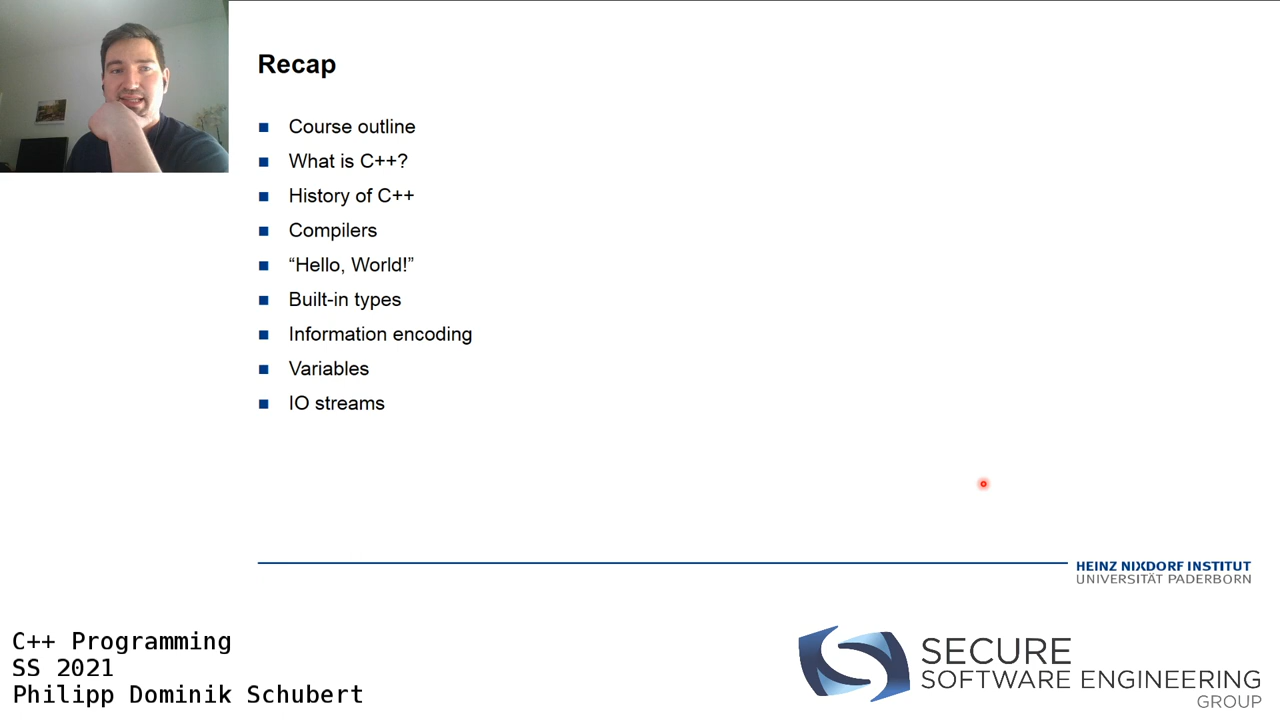 Recap
Course outline
What is C++?
History of C++
Compilers
“Hello, World!”
Built-in types
Information encoding
Variables
IO streams
HEINZ NIXDORF INSTITUT
UNIVERSITÄT PADERBORN
C++ Programming
SS 2021
Philipp Dominik Schubert
SECURE
SOFTWARE ENGINEERING
GROUP